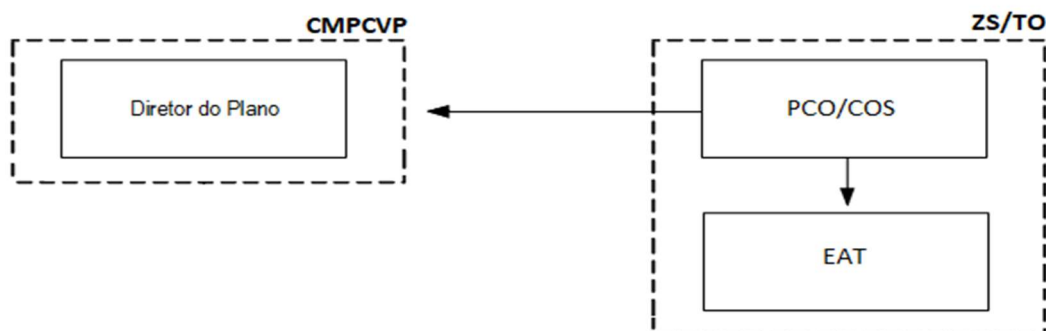 CMPCVP
ZS/TO
Diretor do Plano
PCO/COS
EAT